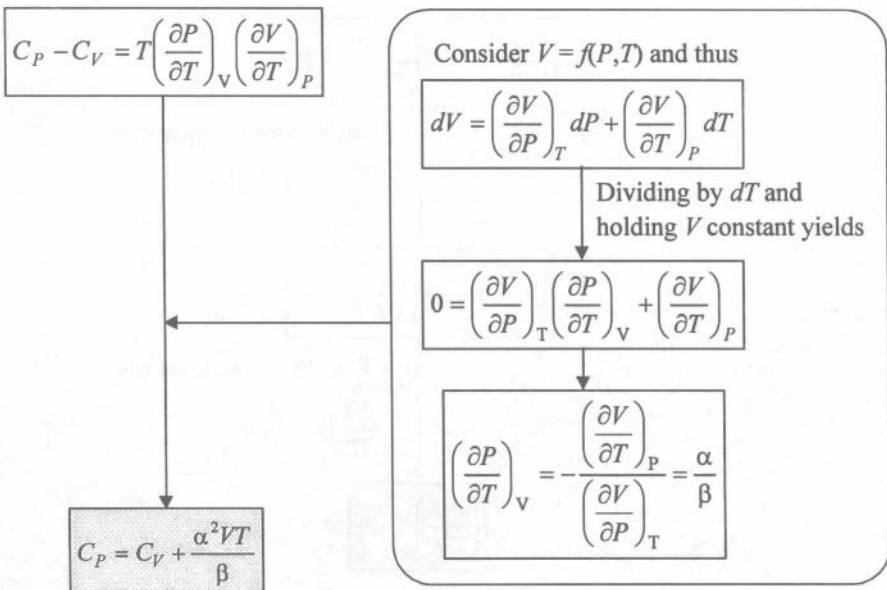 C_P − C_V = T(∂P/∂T)_V (∂V/∂T)_P
Consider V = f(P,T) and thus
dV = (∂V/∂P)_T dP + (∂V/∂T)_P dT
Dividing by dT and
holding V constant yields
0 = (∂V/∂P)_T (∂P/∂T)_V + (∂V/∂T)_P
(∂P/∂T)_V = − (∂V/∂T)_P / (∂V/∂P)_T = α/β
C_P = C_V + α²VT/β